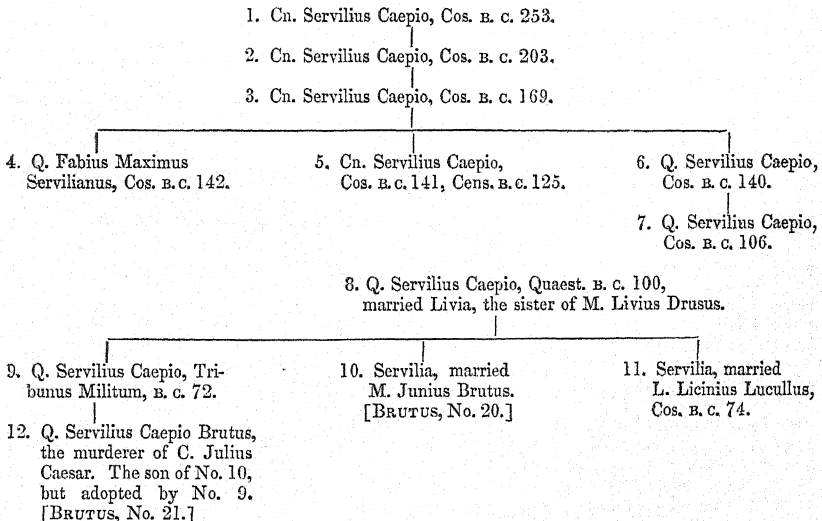 1. Cn. Servilius Caepio, Cos. B. C. 253.
2. Cn. Servilius Caepio, Cos. B. C. 203.
3. Cn. Servilius Caepio, Cos. B. C. 169.
4. Q. Fabius Maximus
Servilianus, Cos. B. C. 142.
5. Cn. Servilius Caepio,
Cos. B. C. 141, Cens. B. C. 125.
6. Q. Servilius Caepio,
Cos. B. C. 140.
7. Q. Servilius Caepio,
Cos. B. C. 106.
8. Q. Servilius Caepio, Quaest. B. C. 100,
married Livia, the sister of M. Livius Drusus.
9. Q. Servilius Caepio, Tri-
bunus Militum, B. C. 72.
10. Servilia, married
M. Junius Brutus.
[BRUTUS, No. 20.]
11. Servilia, married
L. Licinius Lucullus,
Cos. B. C. 74.
12. Q. Servilius Caepio Brutus,
the murderer of C. Julius
Caesar. The son of No. 10,
but adopted by No. 9.
[BRUTUS, No. 21.]